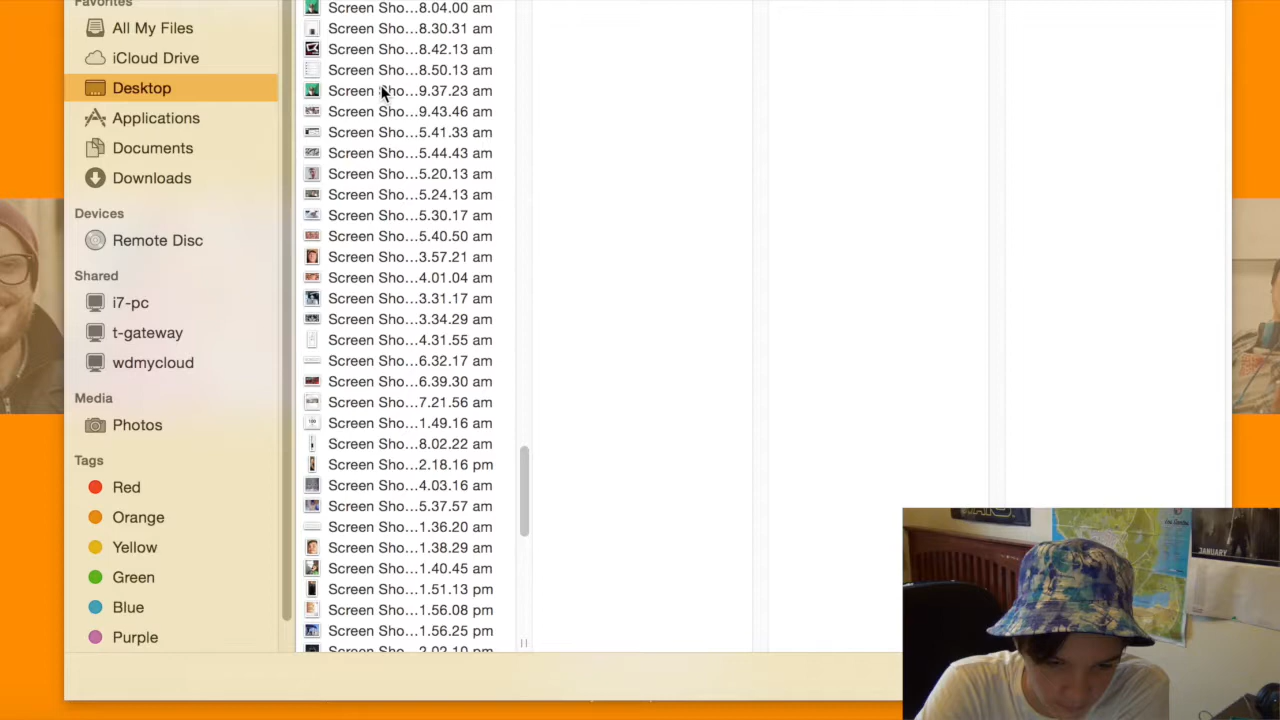 Favorites
All My Files
iCloud Drive
Desktop
Applications
Documents
Downloads
Devices
Remote Disc
Shared
i7-pc
t-gateway
wdmycloud
Media
Photos
Tags
Red
Orange
Yellow
Green
Blue
Purple
Screen Sho...8.04.00 am
Screen Sho...8.30.31 am
Screen Sho...8.42.13 am
Screen Sho...8.50.13 am
Screen Sho...9.37.23 am
Screen Sho...9.43.46 am
Screen Sho...5.41.33 am
Screen Sho...5.44.43 am
Screen Sho...5.20.13 am
Screen Sho...5.24.13 am
Screen Sho...5.30.17 am
Screen Sho...5.40.50 am
Screen Sho...3.57.21 am
Screen Sho...4.01.04 am
Screen Sho...3.31.17 am
Screen Sho...3.34.29 am
Screen Sho...4.31.55 am
Screen Sho...6.32.17 am
Screen Sho...6.39.30 am
Screen Sho...7.21.56 am
Screen Sho...1.49.16 am
Screen Sho...8.02.22 am
Screen Sho...2.18.16 pm
Screen Sho...4.03.16 am
Screen Sho...5.37.57 am
Screen Sho...1.36.20 am
Screen Sho...1.38.29 am
Screen Sho...1.40.45 am
Screen Sho...1.51.13 pm
Screen Sho...1.56.08 pm
Screen Sho...1.56.25 pm
Screen Sho...2.02.10 pm
JANUARY